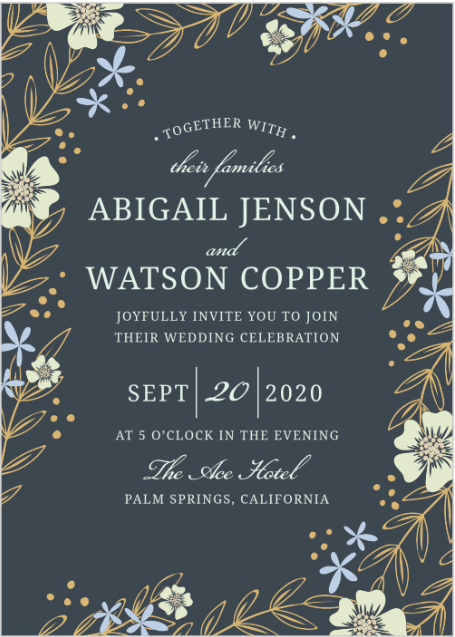 • TOGETHER WITH •
their families
ABIGAIL JENSON
and
WATSON COPPER
JOYFULLY INVITE YOU TO JOIN
THEIR WEDDING CELEBRATION
SEPT | 20 | 2020
AT 5 O'CLOCK IN THE EVENING
The Ace Hotel
PALM SPRINGS, CALIFORNIA